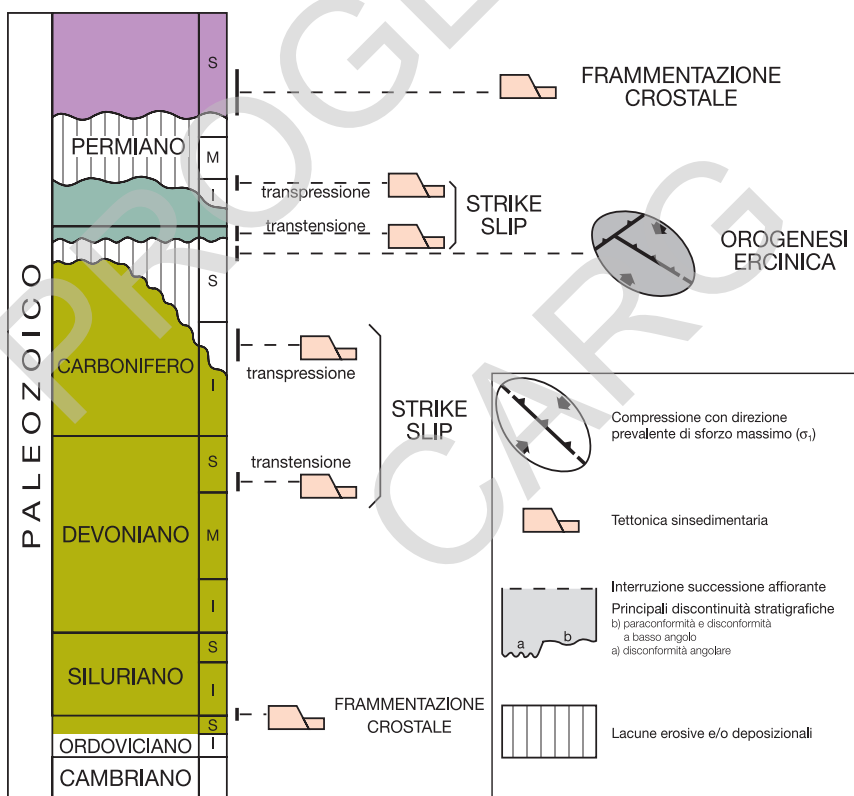 PALEOZOICO
S
PERMIANO
M
I
S
CARBONIFERO
I
S
DEVONIANO
M
I
S
SILURIANO
I
S
ORDOVICIANO
I
CAMBRIANO
FRAMMENTAZIONE
CROSTALE
transpressione
transtensione
STRIKE
SLIP
OROGENESI
ERCINICA
transpressione
transtensione
STRIKE
SLIP
FRAMMENTAZIONE
CROSTALE
Compressione con direzione
prevalente di sforzo massimo (σ₁)
Tettonica sinsedimentaria
Interruzione successione affiorante
Principali discontinuità stratigrafiche
b) paraconformità e disconformità
a basso angolo
a) disconformità angolare
a
b
Lacune erosive e/o deposizionali
PROGE
CARG